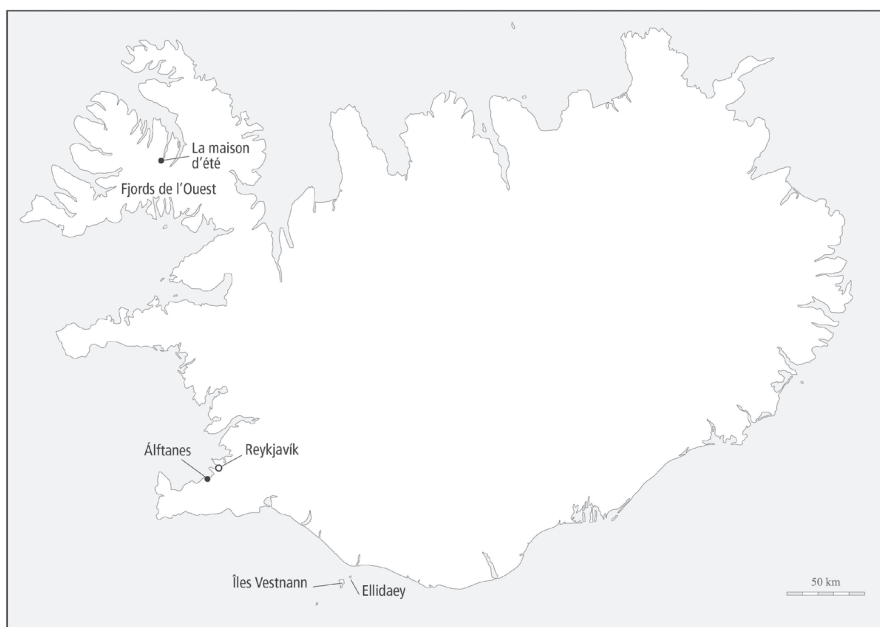 La maison
d'été
Fjords de l'Ouest
Álftanes
Reykjavík
Îles Vestnann
Ellidaey
50 km